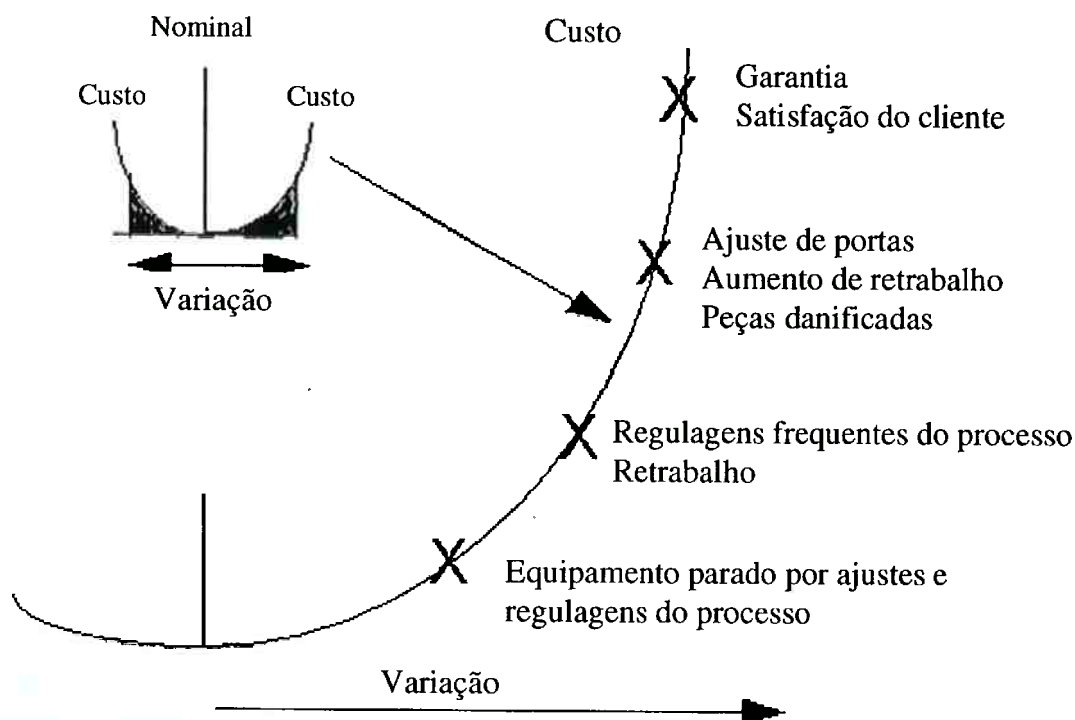 Nominal
Custo
Custo
Variação
Custo
Garantia
Satisfação do cliente
Ajuste de portas
Aumento de retrabalho
Peças danificadas
Regulagens frequentes do processo
Retrabalho
Equipamento parado por ajustes e
regulagens do processo
Variação